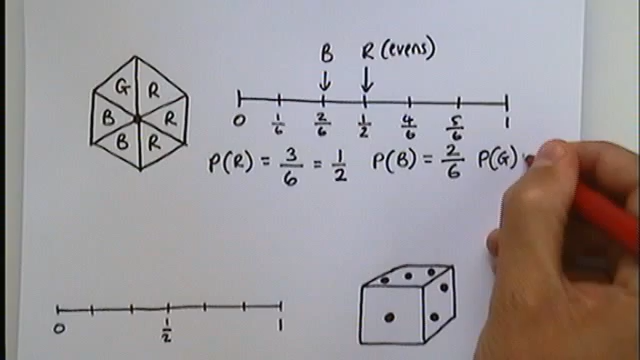 B R (evens)
G R
B R
B R
0 1/6 2/6 1/2 4/6 5/6 1
P(R) = 3/6 = 1/2 P(B) = 2/6 P(G)
0 1/2 1